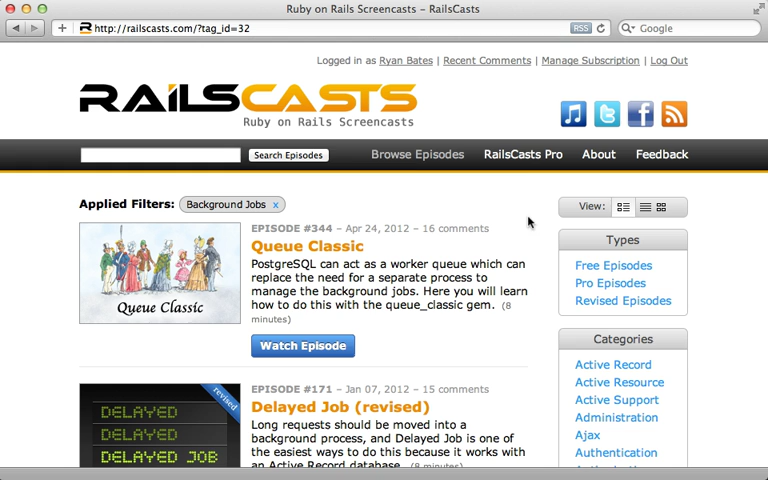 Ruby on Rails Screencasts – RailsCasts
http://railscasts.com/?tag_id=32
RSS
Google
Logged in as Ryan Bates | Recent Comments | Manage Subscription | Log Out
RAILSCASTS
Ruby on Rails Screencasts
Search Episodes
Browse Episodes
RailsCasts Pro
About
Feedback
Applied Filters: Background Jobs x
View:
EPISODE #344 – Apr 24, 2012 – 16 comments
Queue Classic
PostgreSQL can act as a worker queue which can
replace the need for a separate process to
manage the background jobs. Here you will learn
how to do this with the queue_classic gem. (8
minutes)
Watch Episode
Queue Classic
Types
Free Episodes
Pro Episodes
Revised Episodes
Categories
Active Record
Active Resource
Active Support
Administration
Ajax
Authentication
EPISODE #171 – Jan 07, 2012 – 15 comments
Delayed Job (revised)
Long requests should be moved into a
background process, and Delayed Job is one of
the easiest ways to do this because it works with
an Active Record database. (8 minutes)
revised
DELAYED
DELAYED
DELAYED JOB